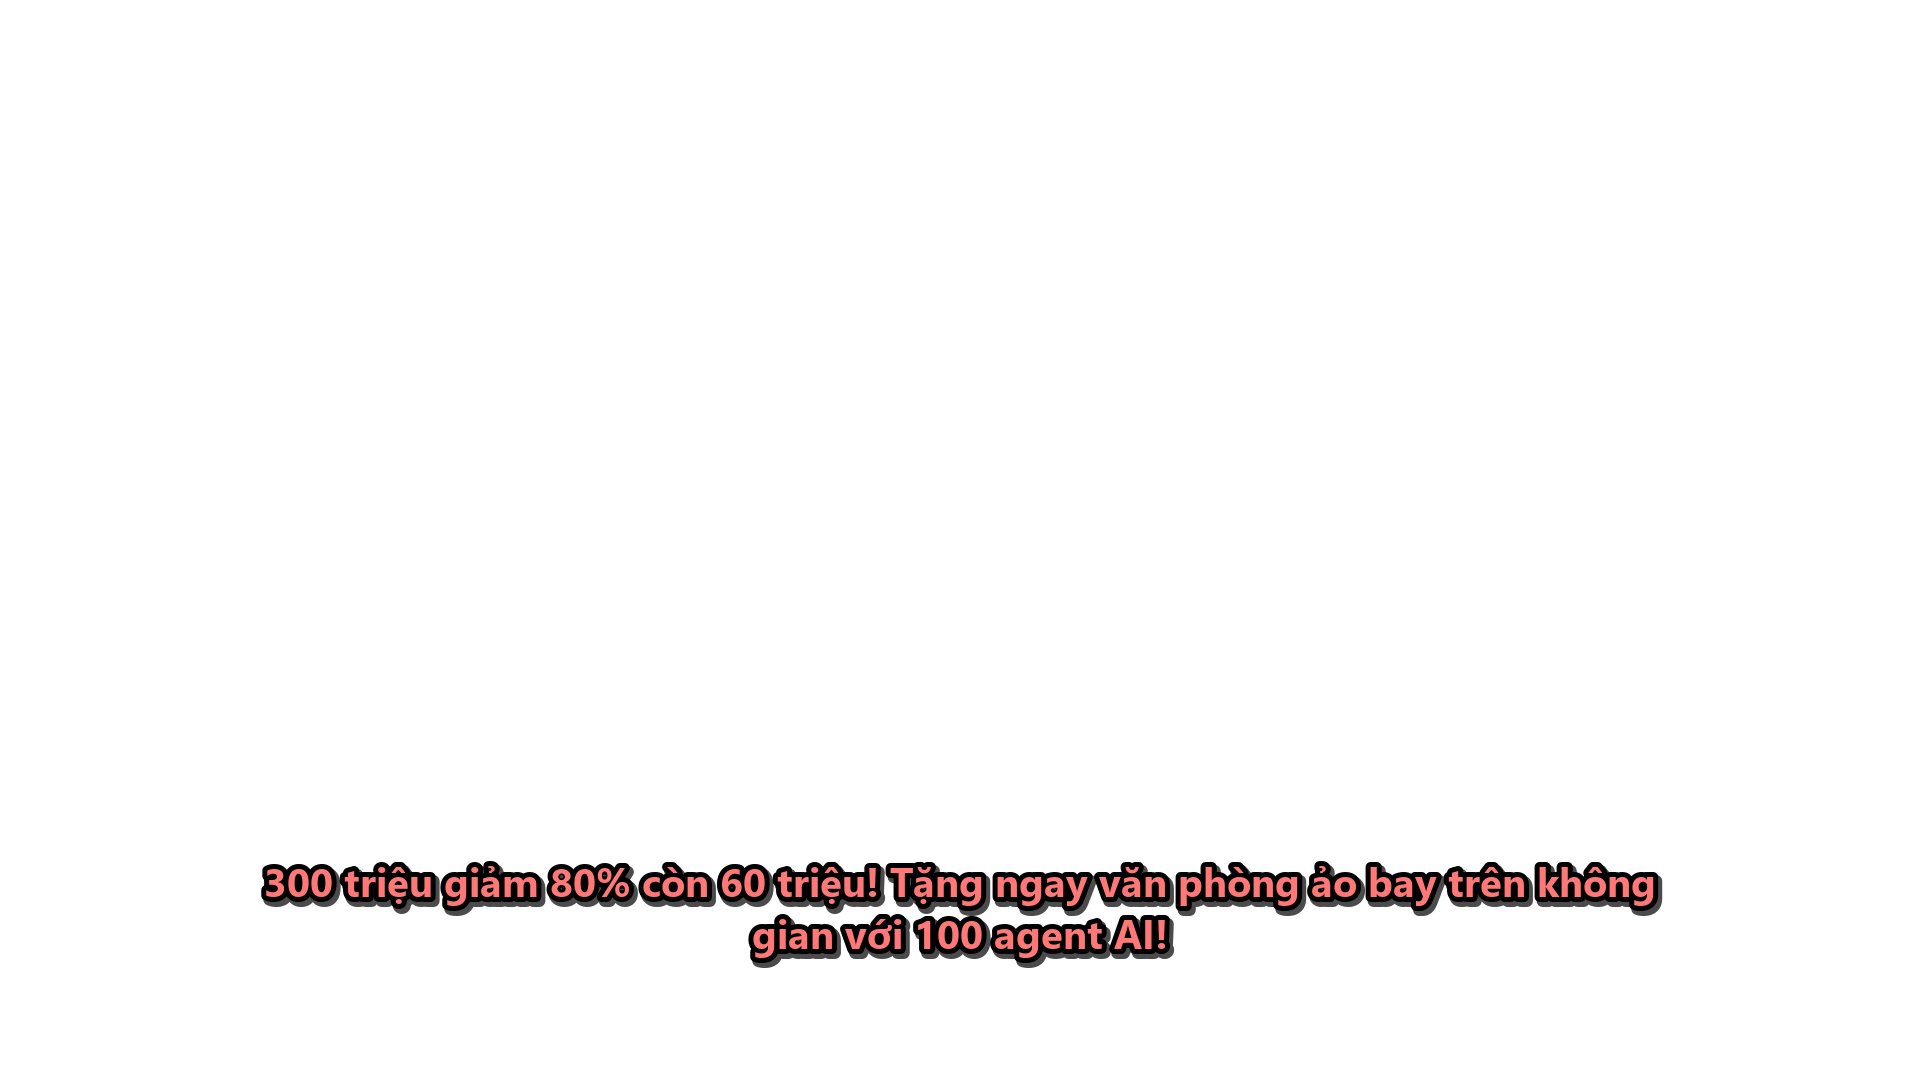 300 triệu giảm 80% còn 60 triệu! Tặng ngay văn phòng ảo bay trên không
gian với 100 agent AI!